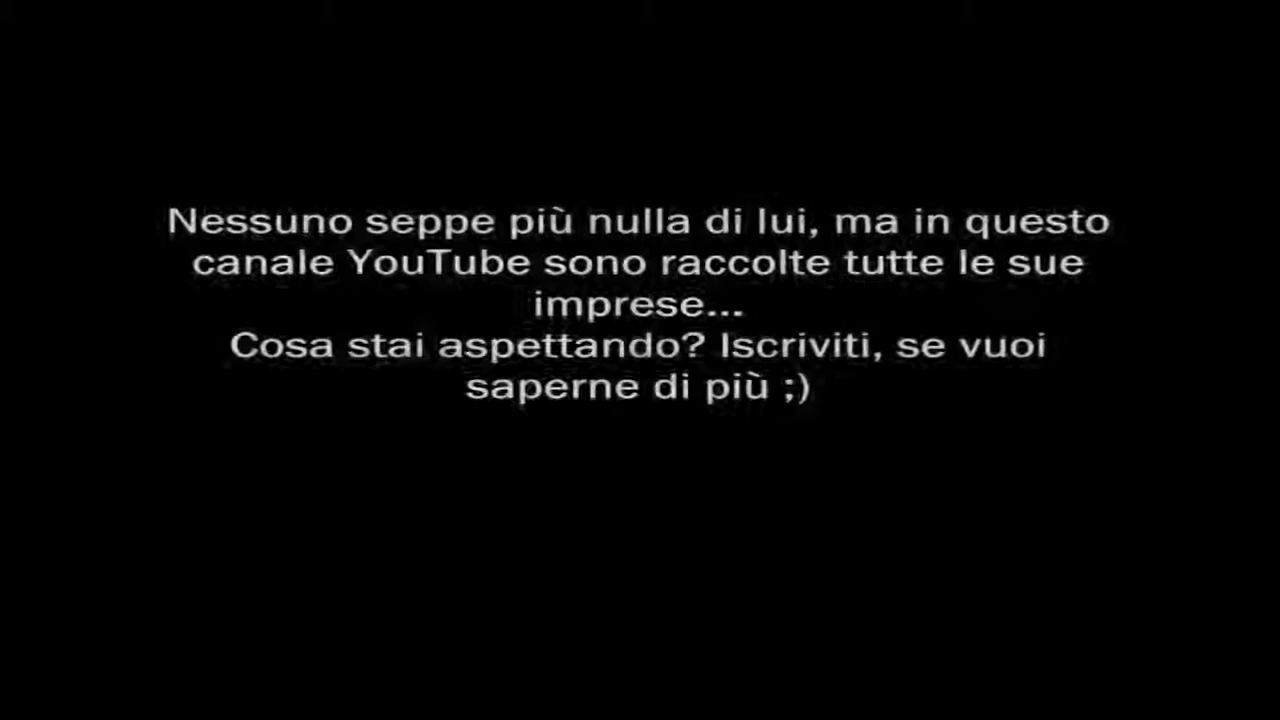 Nessuno seppe più nulla di lui, ma in questo
canale YouTube sono raccolte tutte le sue
imprese...
Cosa stai aspettando? Iscriviti, se vuoi
saperne di più ;)